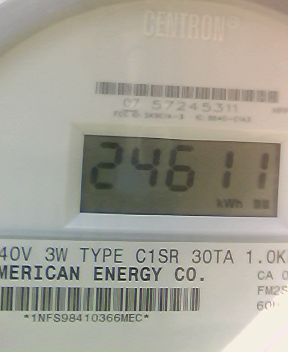 CENTRON®
07 57245311
24611
kWh
40V 3W TYPE C1SR 30TA 1.0K
MERICAN ENERGY CO.
CA 0
FM2S
60
*1NFS98410366MEC*